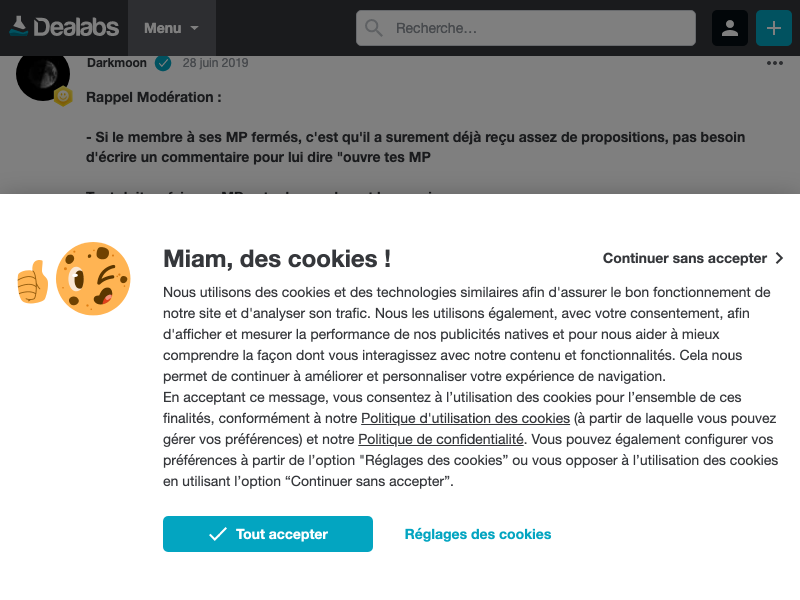 Dealabs
Menu
Recherche...
Darkmoon 28 juin 2019
Rappel Modération :
- Si le membre à ses MP fermés, c'est qu'il a surement déjà reçu assez de propositions, pas besoin
d'écrire un commentaire pour lui dire "ouvre tes MP
Miam, des cookies !
Continuer sans accepter
Nous utilisons des cookies et des technologies similaires afin d'assurer le bon fonctionnement de
notre site et d'analyser son trafic. Nous les utilisons également, avec votre consentement, afin
d'afficher et mesurer la performance de nos publicités natives et pour nous aider à mieux
comprendre la façon dont vous interagissez avec notre contenu et fonctionnalités. Cela nous
permet de continuer à améliorer et personnaliser votre expérience de navigation.
En acceptant ce message, vous consentez à l’utilisation des cookies pour l’ensemble de ces
finalités, conformément à notre Politique d'utilisation des cookies (à partir de laquelle vous pouvez
gérer vos préférences) et notre Politique de confidentialité. Vous pouvez également configurer vos
préférences à partir de l’option "Réglages des cookies” ou vous opposer à l’utilisation des cookies
en utilisant l’option “Continuer sans accepter”.
Tout accepter
Réglages des cookies